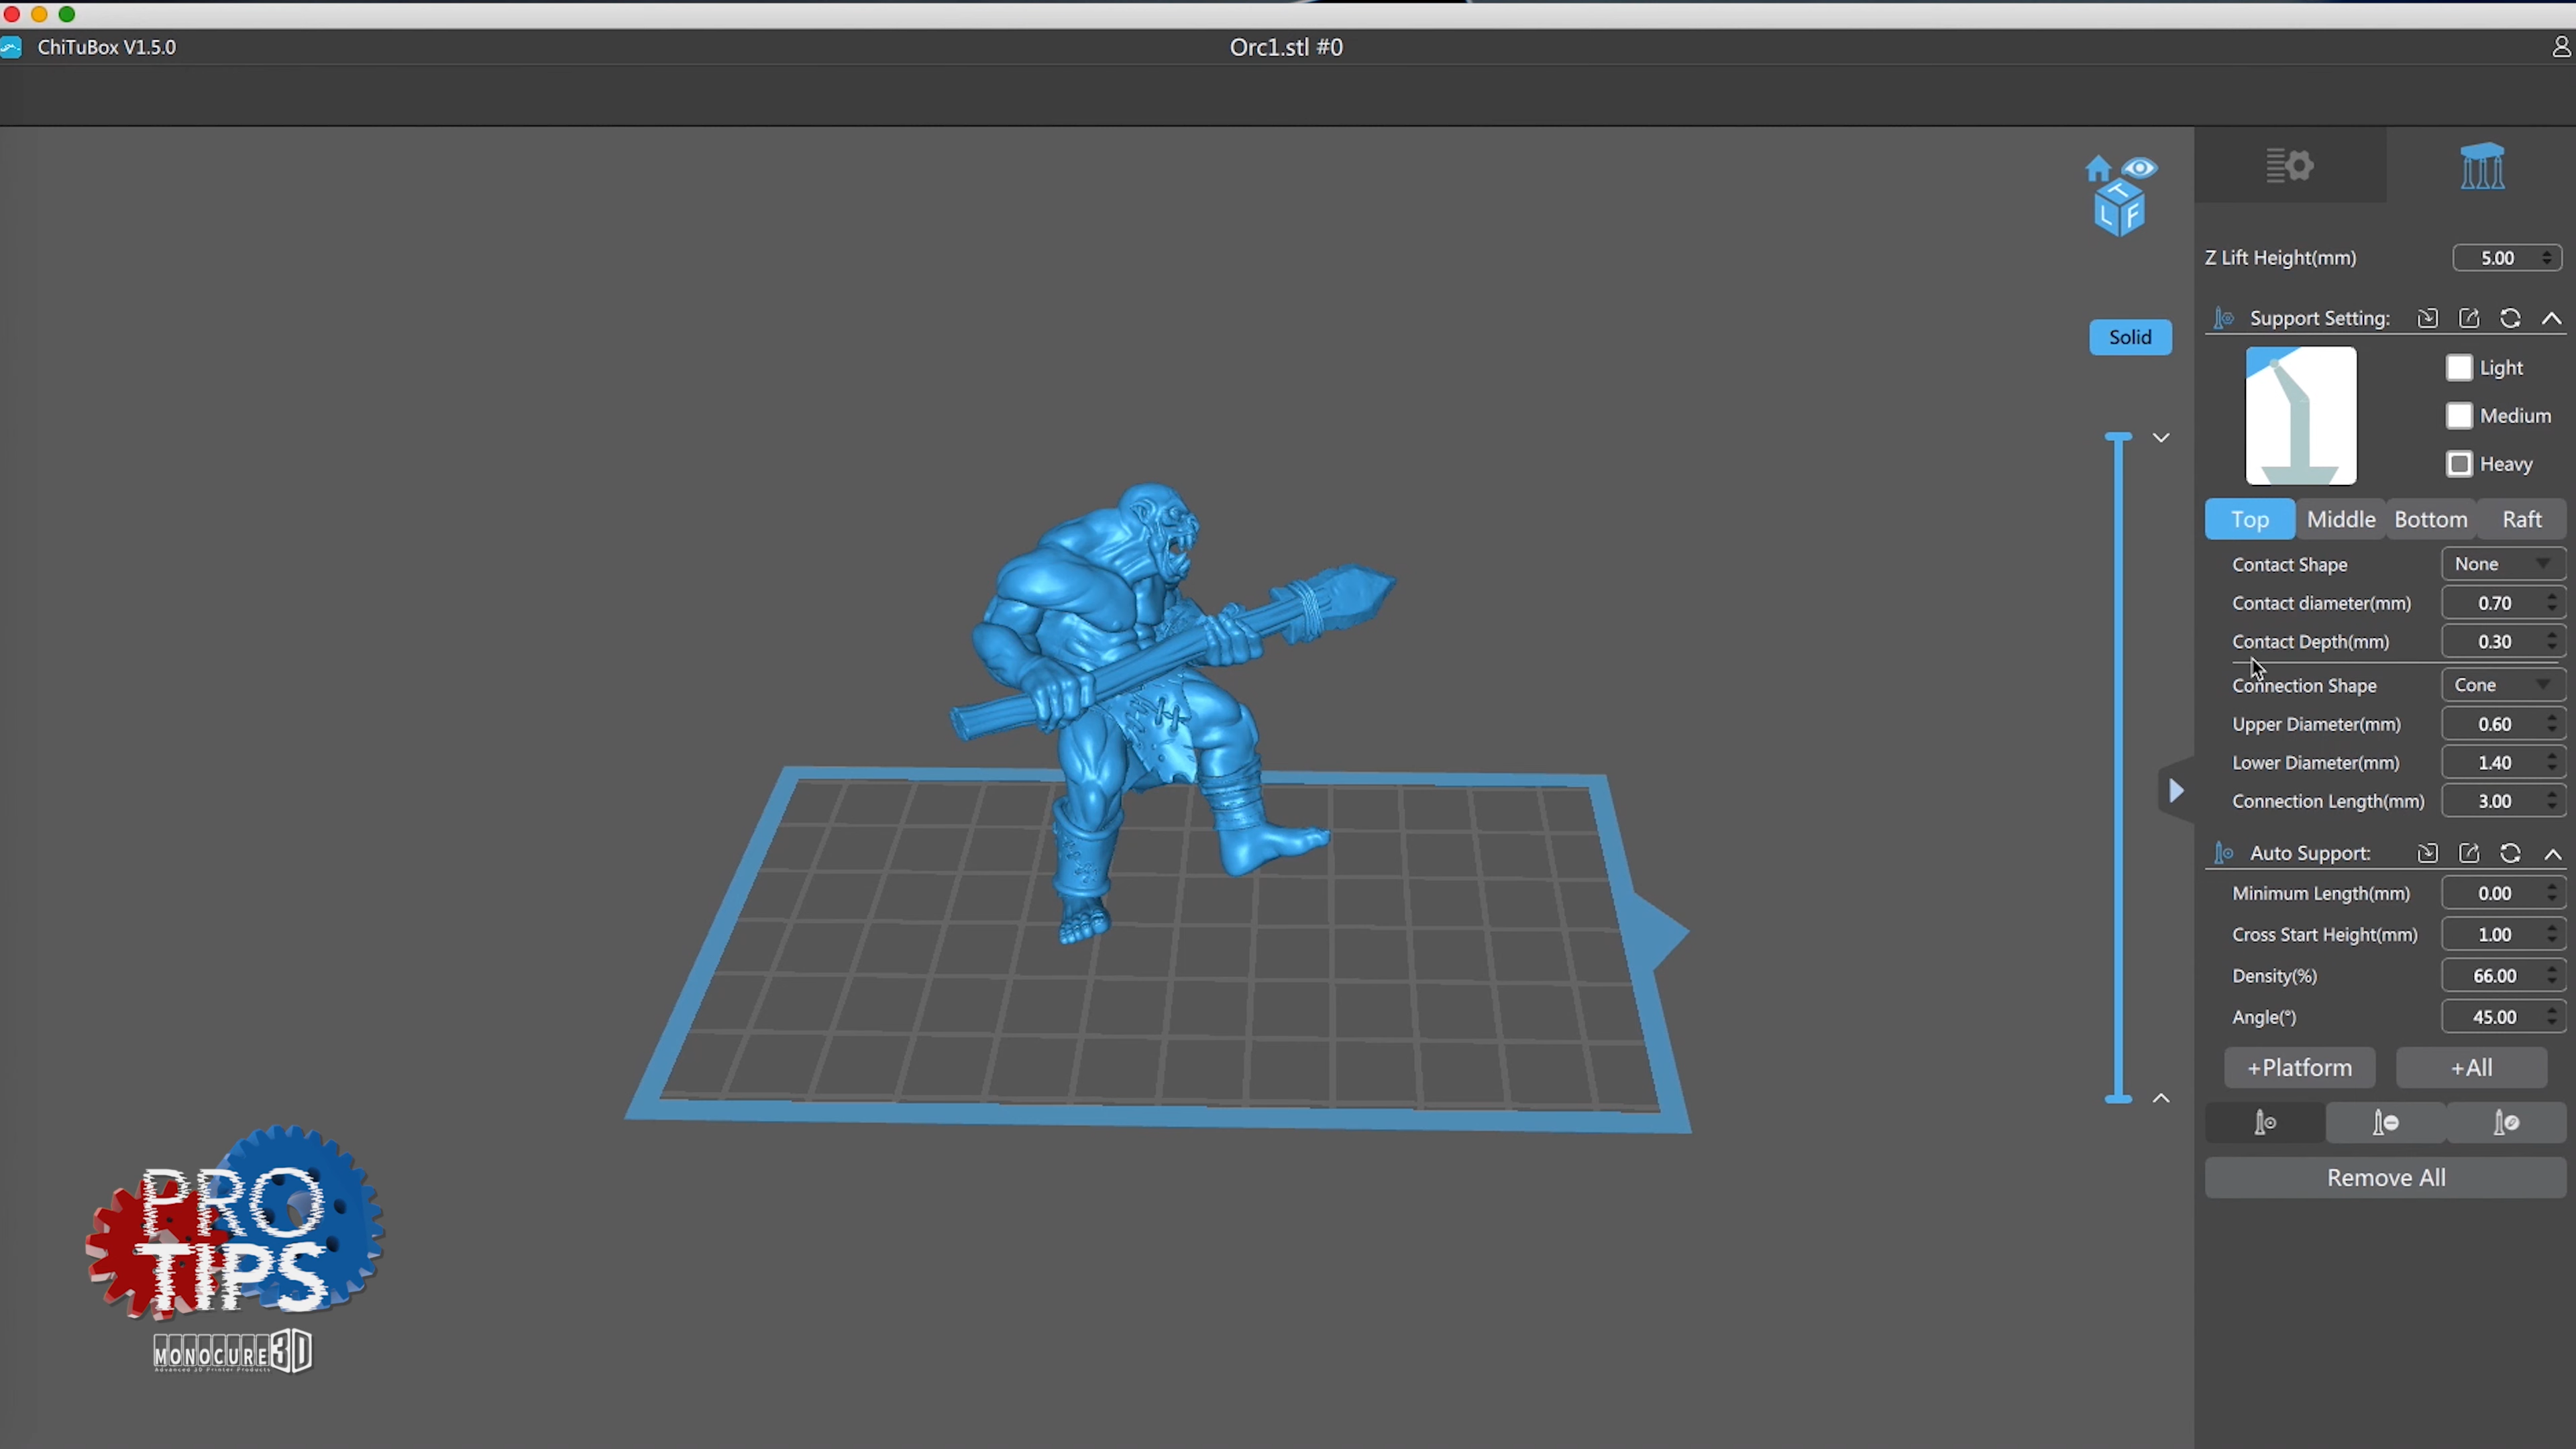 ChiTuBox V1.5.0
Orc1.stl #0
T
L F
Z Lift Height(mm) 5.00
Support Setting:
Solid
Light
Medium
Heavy
Top Middle Bottom Raft
Contact Shape None
Contact diameter(mm) 0.70
Contact Depth(mm) 0.30
Connection Shape Cone
Upper Diameter(mm) 0.60
Lower Diameter(mm) 1.40
Connection Length(mm) 3.00
Auto Support:
Minimum Length(mm) 0.00
Cross Start Height(mm) 1.00
Density(%) 66.00
Angle(°) 45.00
+Platform +All
Remove All
PRO
TIPS
MONOCURE3D
Advanced 3D Printer Products